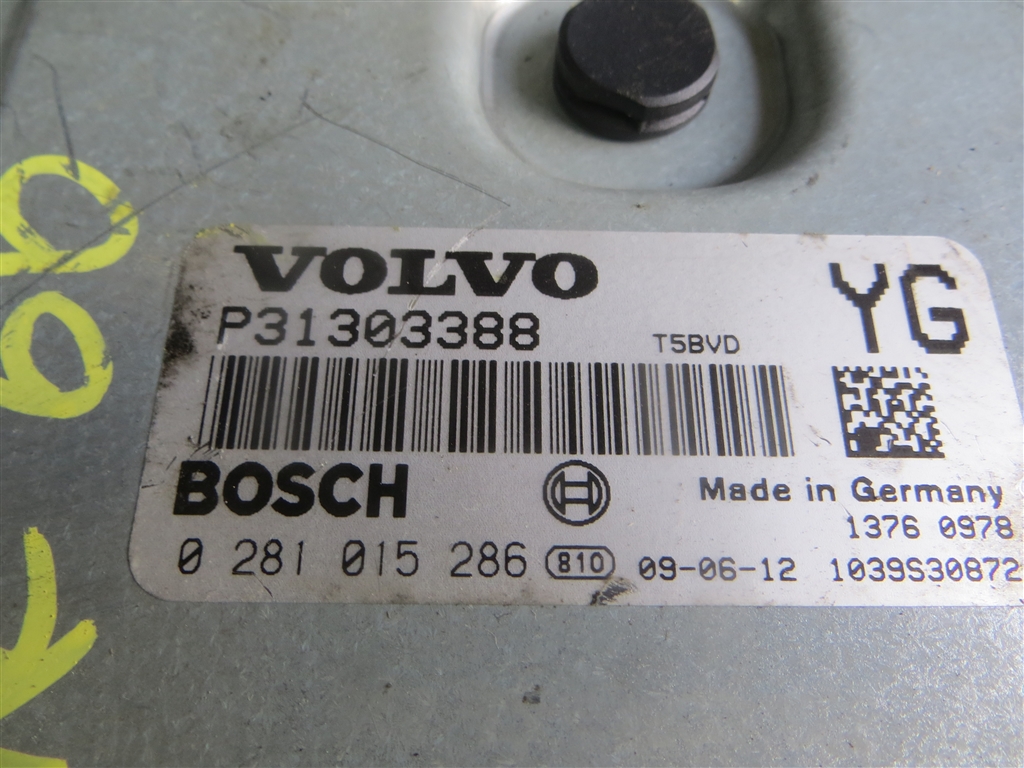 VOLVO
YG
P31303388
T5BVD
BOSCH
Made in Germany
1376 0978
0 281 015 286 810 09-06-12 1039S30872